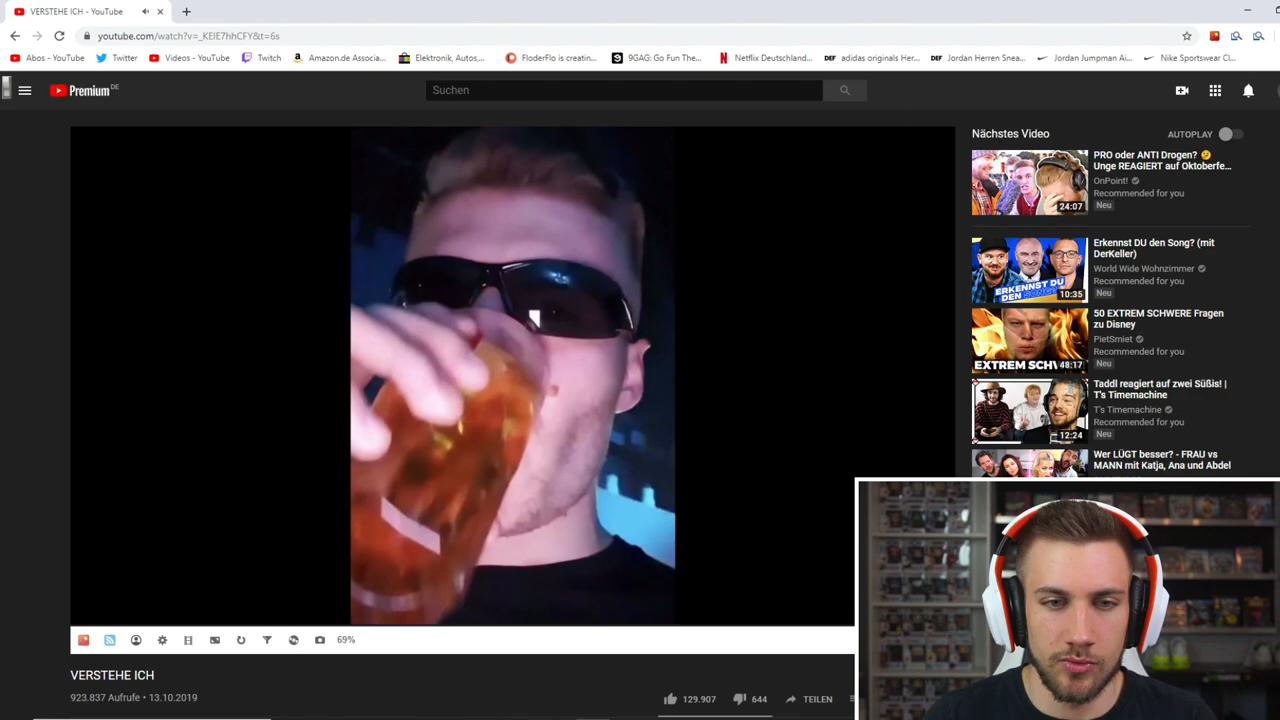 VERSTEHE ICH - YouTube
youtube.com/watch?v=_KEIE7hhCFY&t=6s
Abos - YouTube
Twitter
Videos - YouTube
Twitch
Amazon.de Associa...
Elektronik, Autos,...
FloderFlo is creatin...
9GAG: Go Fun The...
Netflix Deutschland...
DEF adidas originals Her...
DEF Jordan Herren Snea...
Jordan Jumpman Ai...
Nike Sportswear Cl...
Premium DE
Suchen
Nächstes Video
AUTOPLAY
PRO oder ANTI Drogen? 🤔
Unge REAGIERT auf Oktoberfe...
OnPoint!
Recommended for you
Neu
24:07
Erkennst DU den Song? (mit
DerKeller)
World Wide Wohnzimmer
Recommended for you
Neu
ERKENNST DU
DEN SONG?
10:35
50 EXTREM SCHWERE Fragen
zu Disney
PietSmiet
Recommended for you
Neu
EXTREM SCHW
48:17
Taddl reagiert auf zwei Süßis! |
T's Timemachine
T's Timemachine
Recommended for you
Neu
12:24
Wer LÜGT besser? - FRAU vs
MANN mit Katja, Ana und Abdel
69%
VERSTEHE ICH
923.837 Aufrufe • 13.10.2019
129.907
644
TEILEN